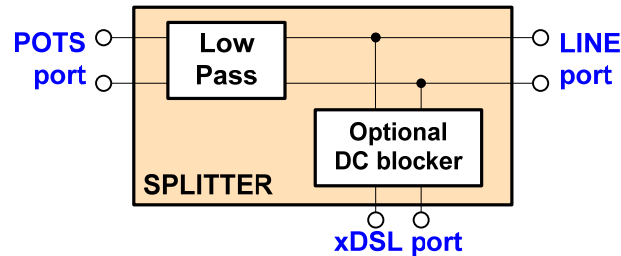 POTS
port
Low
Pass
LINE
port
Optional
DC blocker
SPLITTER
xDSL port